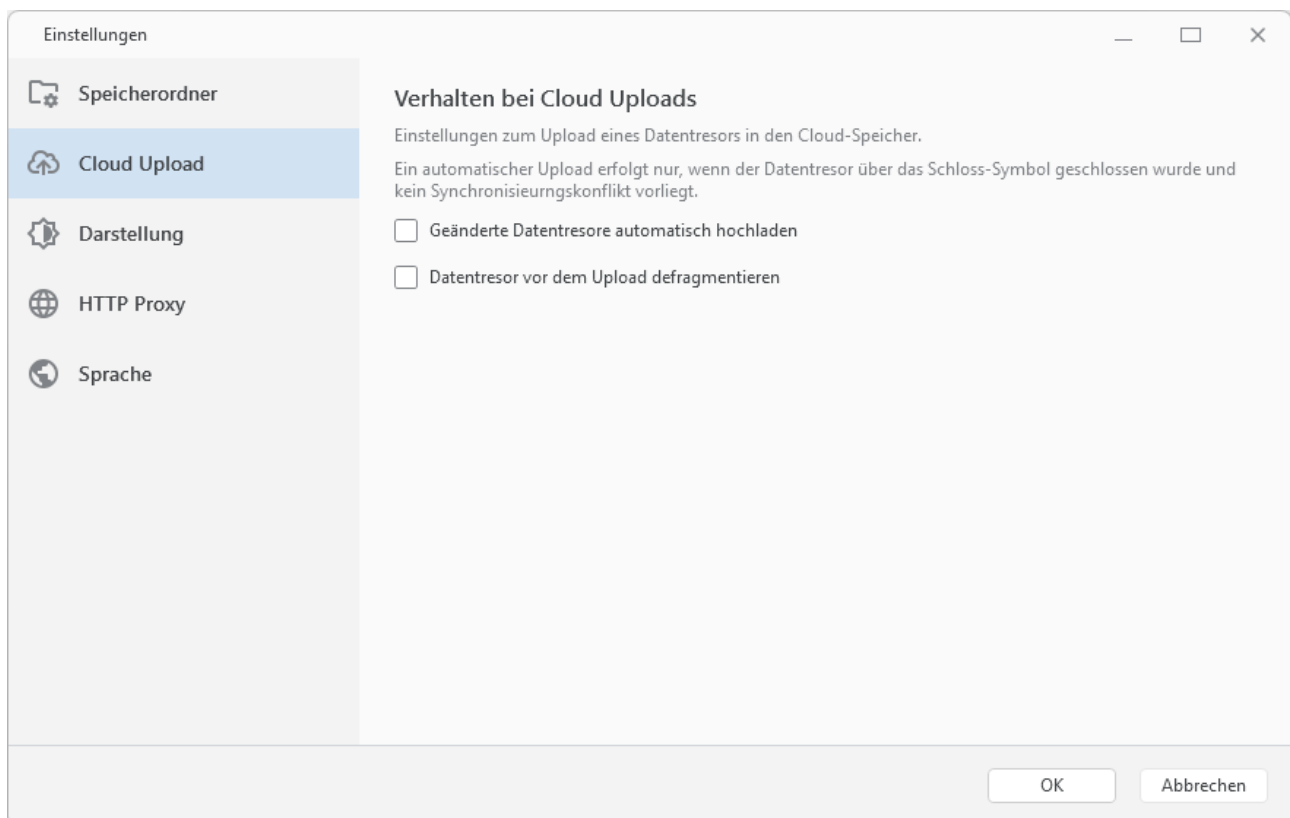 Einstellungen
Speicherordner
Cloud Upload
Darstellung
HTTP Proxy
Sprache
Verhalten bei Cloud Uploads
Einstellungen zum Upload eines Datentresors in den Cloud-Speicher.
Ein automatischer Upload erfolgt nur, wenn der Datentresor über das Schloss-Symbol geschlossen wurde und
kein Synchronisieurngskonflikt vorliegt.
Geänderte Datentresore automatisch hochladen
Datentresor vor dem Upload defragmentieren
OK
Abbrechen